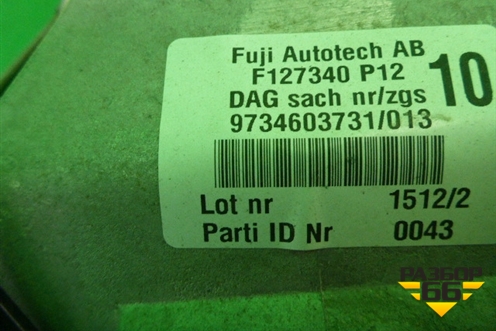 Fuji Autotech AB
F127340 P12 10
DAG sach nr/zgs
9734603731/013
Lot nr 1512/2
Parti ID Nr 0043
РАЗБОР
66